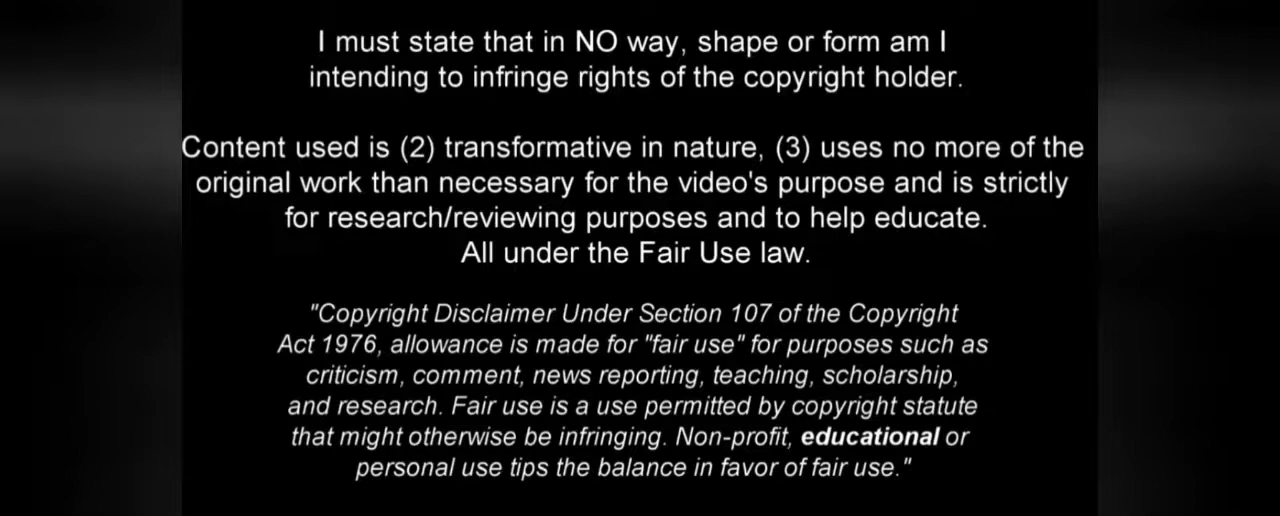 I must state that in NO way, shape or form am I
intending to infringe rights of the copyright holder.
Content used is (2) transformative in nature, (3) uses no more of the
original work than necessary for the video's purpose and is strictly
for research/reviewing purposes and to help educate.
All under the Fair Use law.
"Copyright Disclaimer Under Section 107 of the Copyright
Act 1976, allowance is made for "fair use" for purposes such as
criticism, comment, news reporting, teaching, scholarship,
and research. Fair use is a use permitted by copyright statute
that might otherwise be infringing. Non-profit, educational or
personal use tips the balance in favor of fair use."